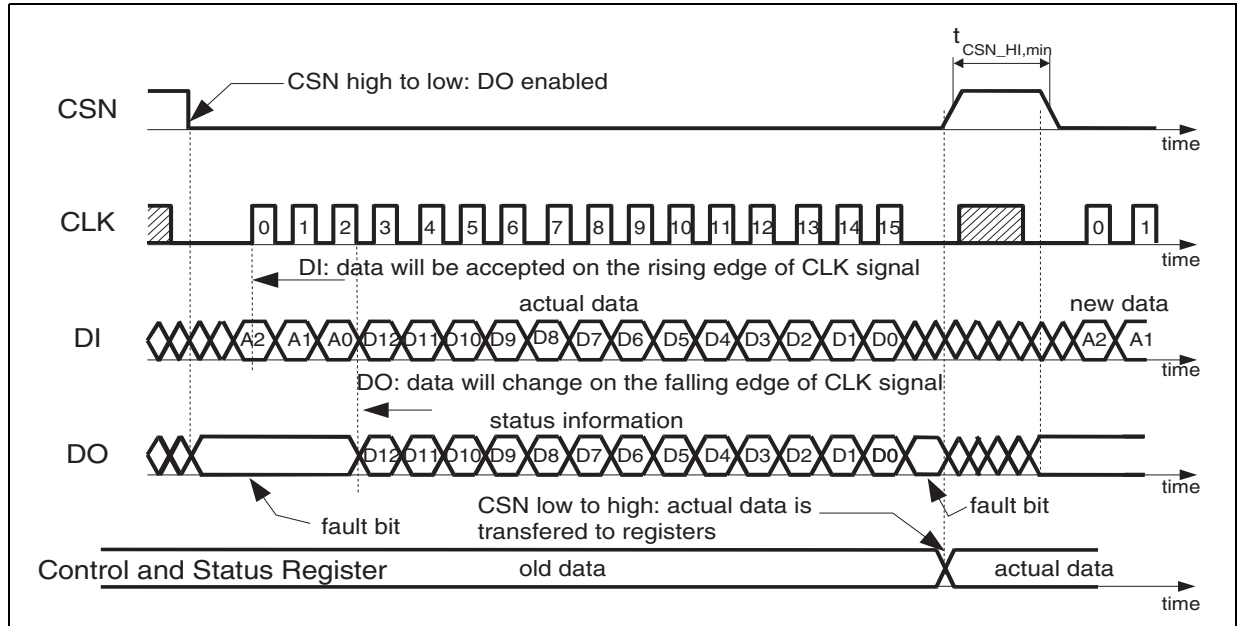 t CSN_HI,min
CSN high to low: DO enabled
CSN
time
CLK
0 1 2 3 4 5 6 7 8 9 10 11 12 13 14 15 0 1
time
DI: data will be accepted on the rising edge of CLK signal
actual data
new data
DI
A2 A1 A0 D12 D11 D10 D9 D8 D7 D6 D5 D4 D3 D2 D1 D0 A2 A1
time
DO: data will change on the falling edge of CLK signal
status information
DO
D12 D11 D10 D9 D8 D7 D6 D5 D4 D3 D2 D1 D0
time
fault bit
CSN low to high: actual data is
transfered to registers
fault bit
Control and Status Register
old data
actual data
time